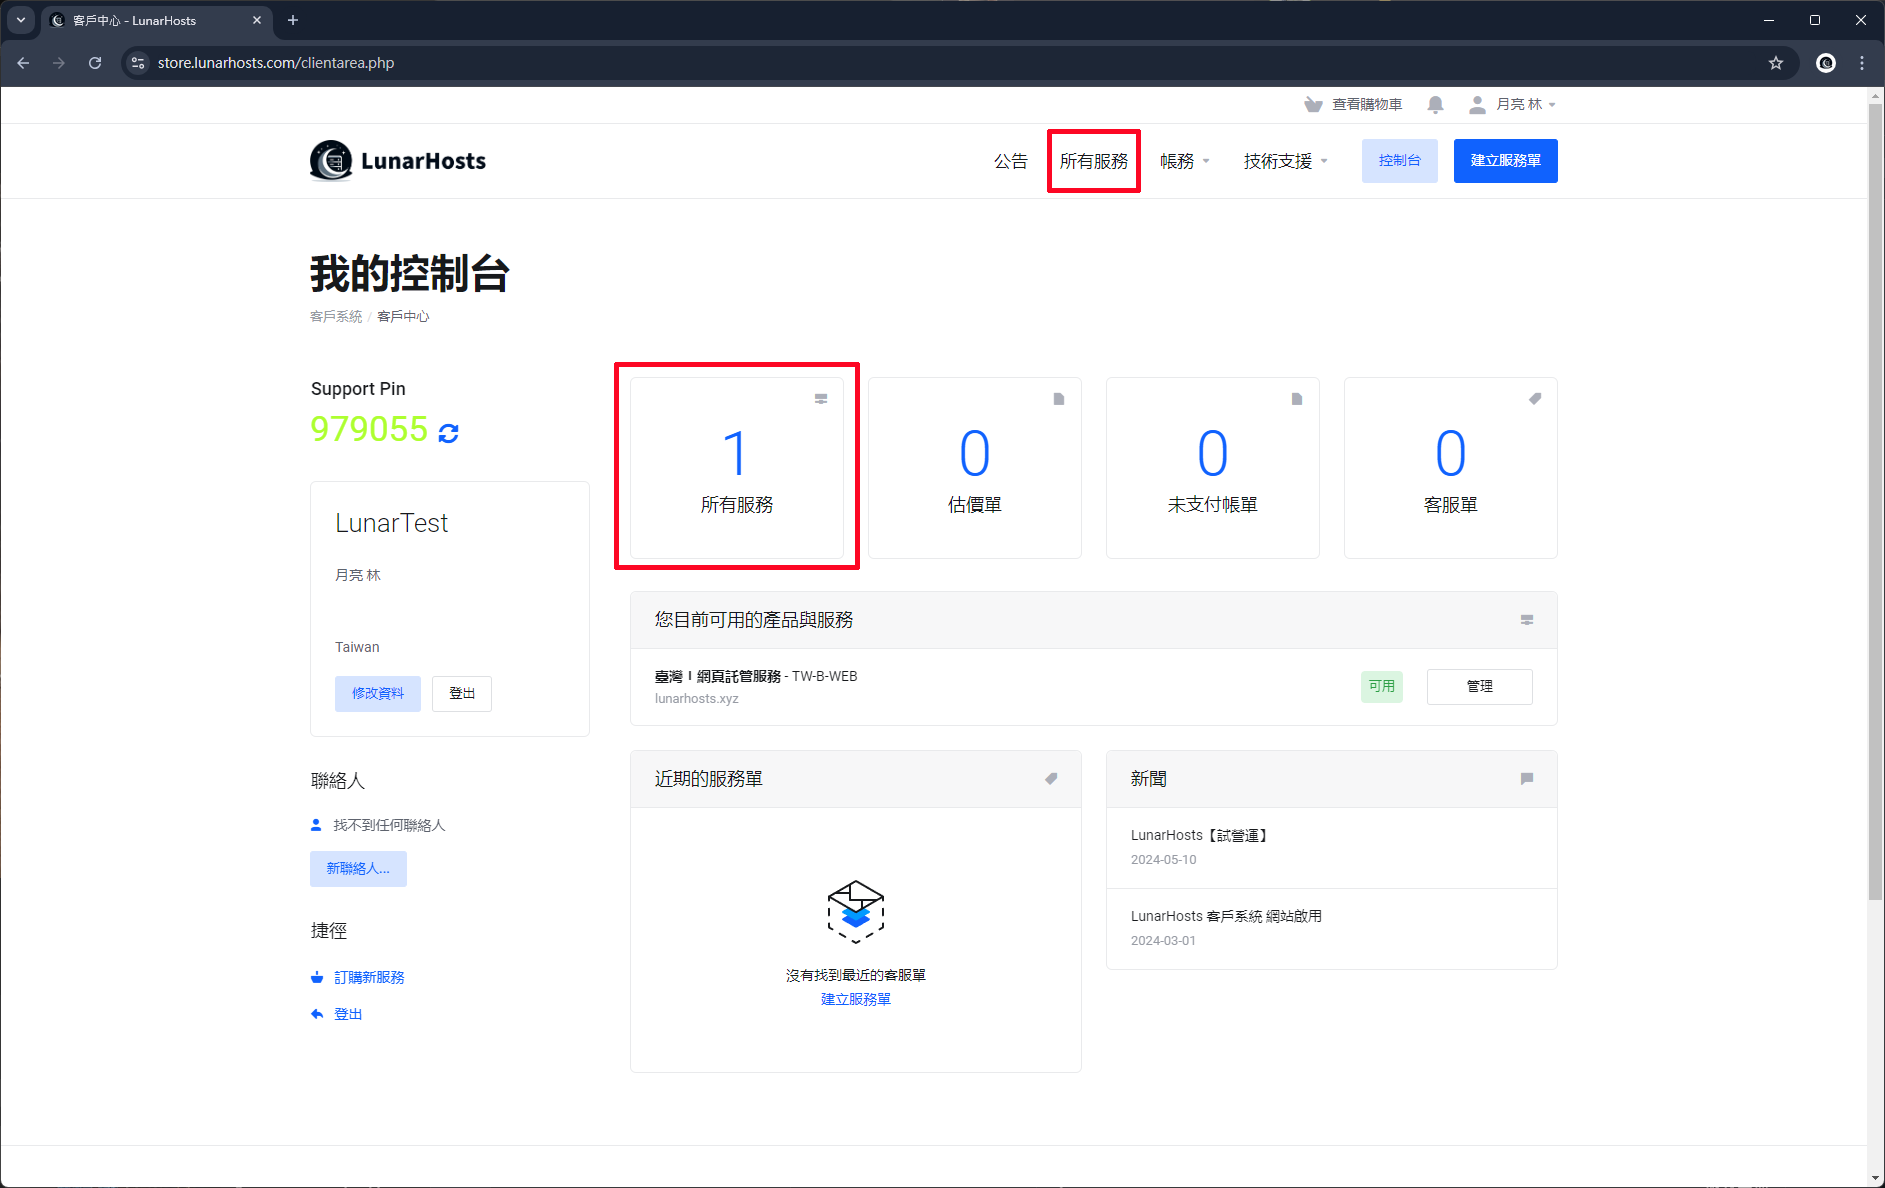 客戶中心 - LunarHosts
store.lunarhosts.com/clientarea.php
查看購物車
月亮 林
LunarHosts
公告
所有服務
帳務
技術支援
控制台
建立服務單
我的控制台
客戶系統 / 客戶中心
Support Pin
979055
LunarTest
月亮 林
Taiwan
修改資料
登出
聯絡人
找不到任何聯絡人
新聯絡人...
捷徑
訂購新服務
登出
1
所有服務
0
估價單
0
未支付帳單
0
客服單
您目前可用的產品與服務
臺灣╹網頁託管服務 - TW-B-WEB
lunarhosts.xyz
可用
管理
近期的服務單
沒有找到最近的客服單
建立服務單
新聞
LunarHosts【試營運】
2024-05-10
LunarHosts 客戶系統 網站啟用
2024-03-01